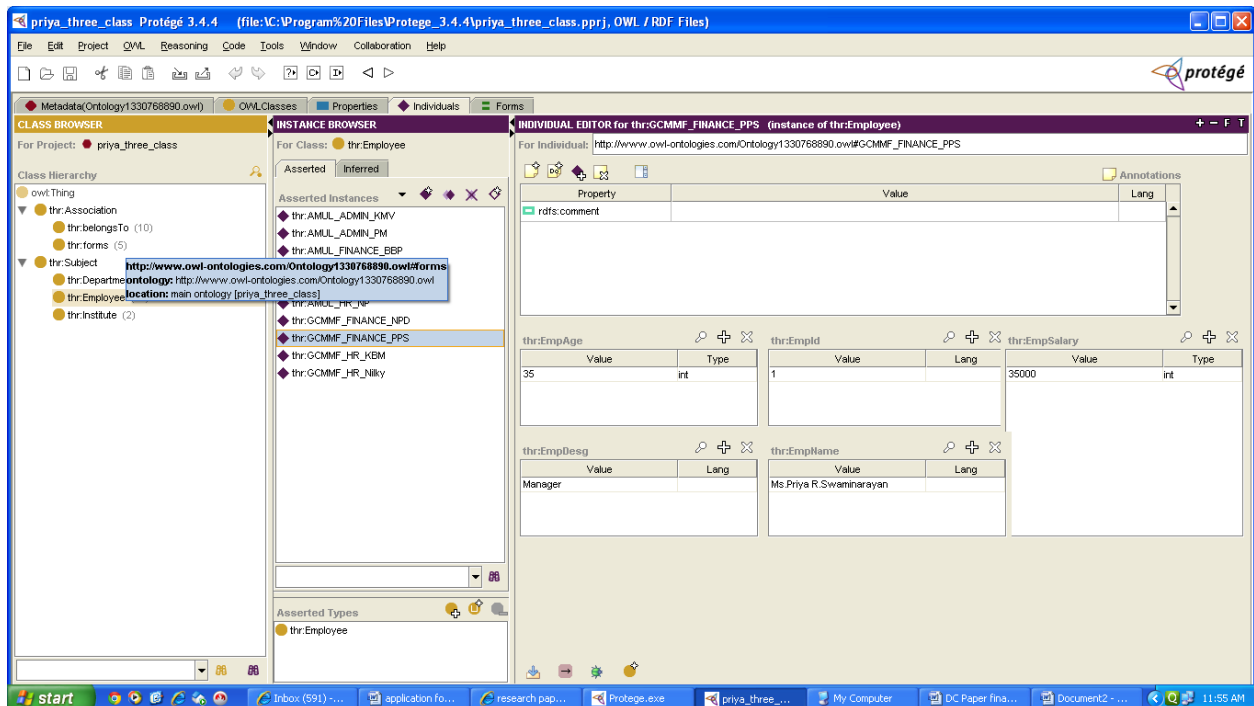 priya_three_class Protégé 3.4.4 (file:\C:\Program%20Files\Protege_3.4.4\priya_three_class.pprj, OWL / RDF Files)
File Edit Project OWL Reasoning Code Tools Window Collaboration Help
protégé
Metadata(Ontology1330768890.owl) OWLClasses Properties Individuals Forms
CLASS BROWSER
For Project: priya_three_class
Class Hierarchy
owl:Thing
thr:Association
thr:belongsTo (10)
thr:forms (5)
thr:Subject
thr:Departme
thr:Employee
thr:Institute (2)
http://www.owl-ontologies.com/Ontology1330768890.owl#forms
ontology: http://www.owl-ontologies.com/Ontology1330768890.owl
location: main ontology [priya_three_class]
INSTANCE BROWSER
For Class: thr:Employee
Asserted Inferred
Asserted Instances
thr:AMUL_ADMIN_KMV
thr:AMUL_ADMIN_PM
thr:AMUL_FINANCE_BBP
thr:AMUL_HR_NP
thr:GCMMF_FINANCE_NPD
thr:GCMMF_FINANCE_PPS
thr:GCMMF_HR_KBM
thr:GCMMF_HR_Nilky
Asserted Types
thr:Employee
INDIVIDUAL EDITOR for thr:GCMMF_FINANCE_PPS (instance of thr:Employee) + - F T
For Individual: http://www.owl-ontologies.com/Ontology1330768890.owl#GCMMF_FINANCE_PPS
Annotations
Property Value Lang
rdfs:comment
thr:EmpAge thr:EmpId thr:EmpSalary
Value Type Value Lang Value Type
35 int 1 35000 int
thr:EmpDesg thr:EmpName
Value Lang Value Lang
Manager Ms.Priya R.Swaminarayan
start Inbox (591) -... application fo... research pap... Protege.exe priya_three_... My Computer DC Paper fina... Document2 - ... 11:55 AM